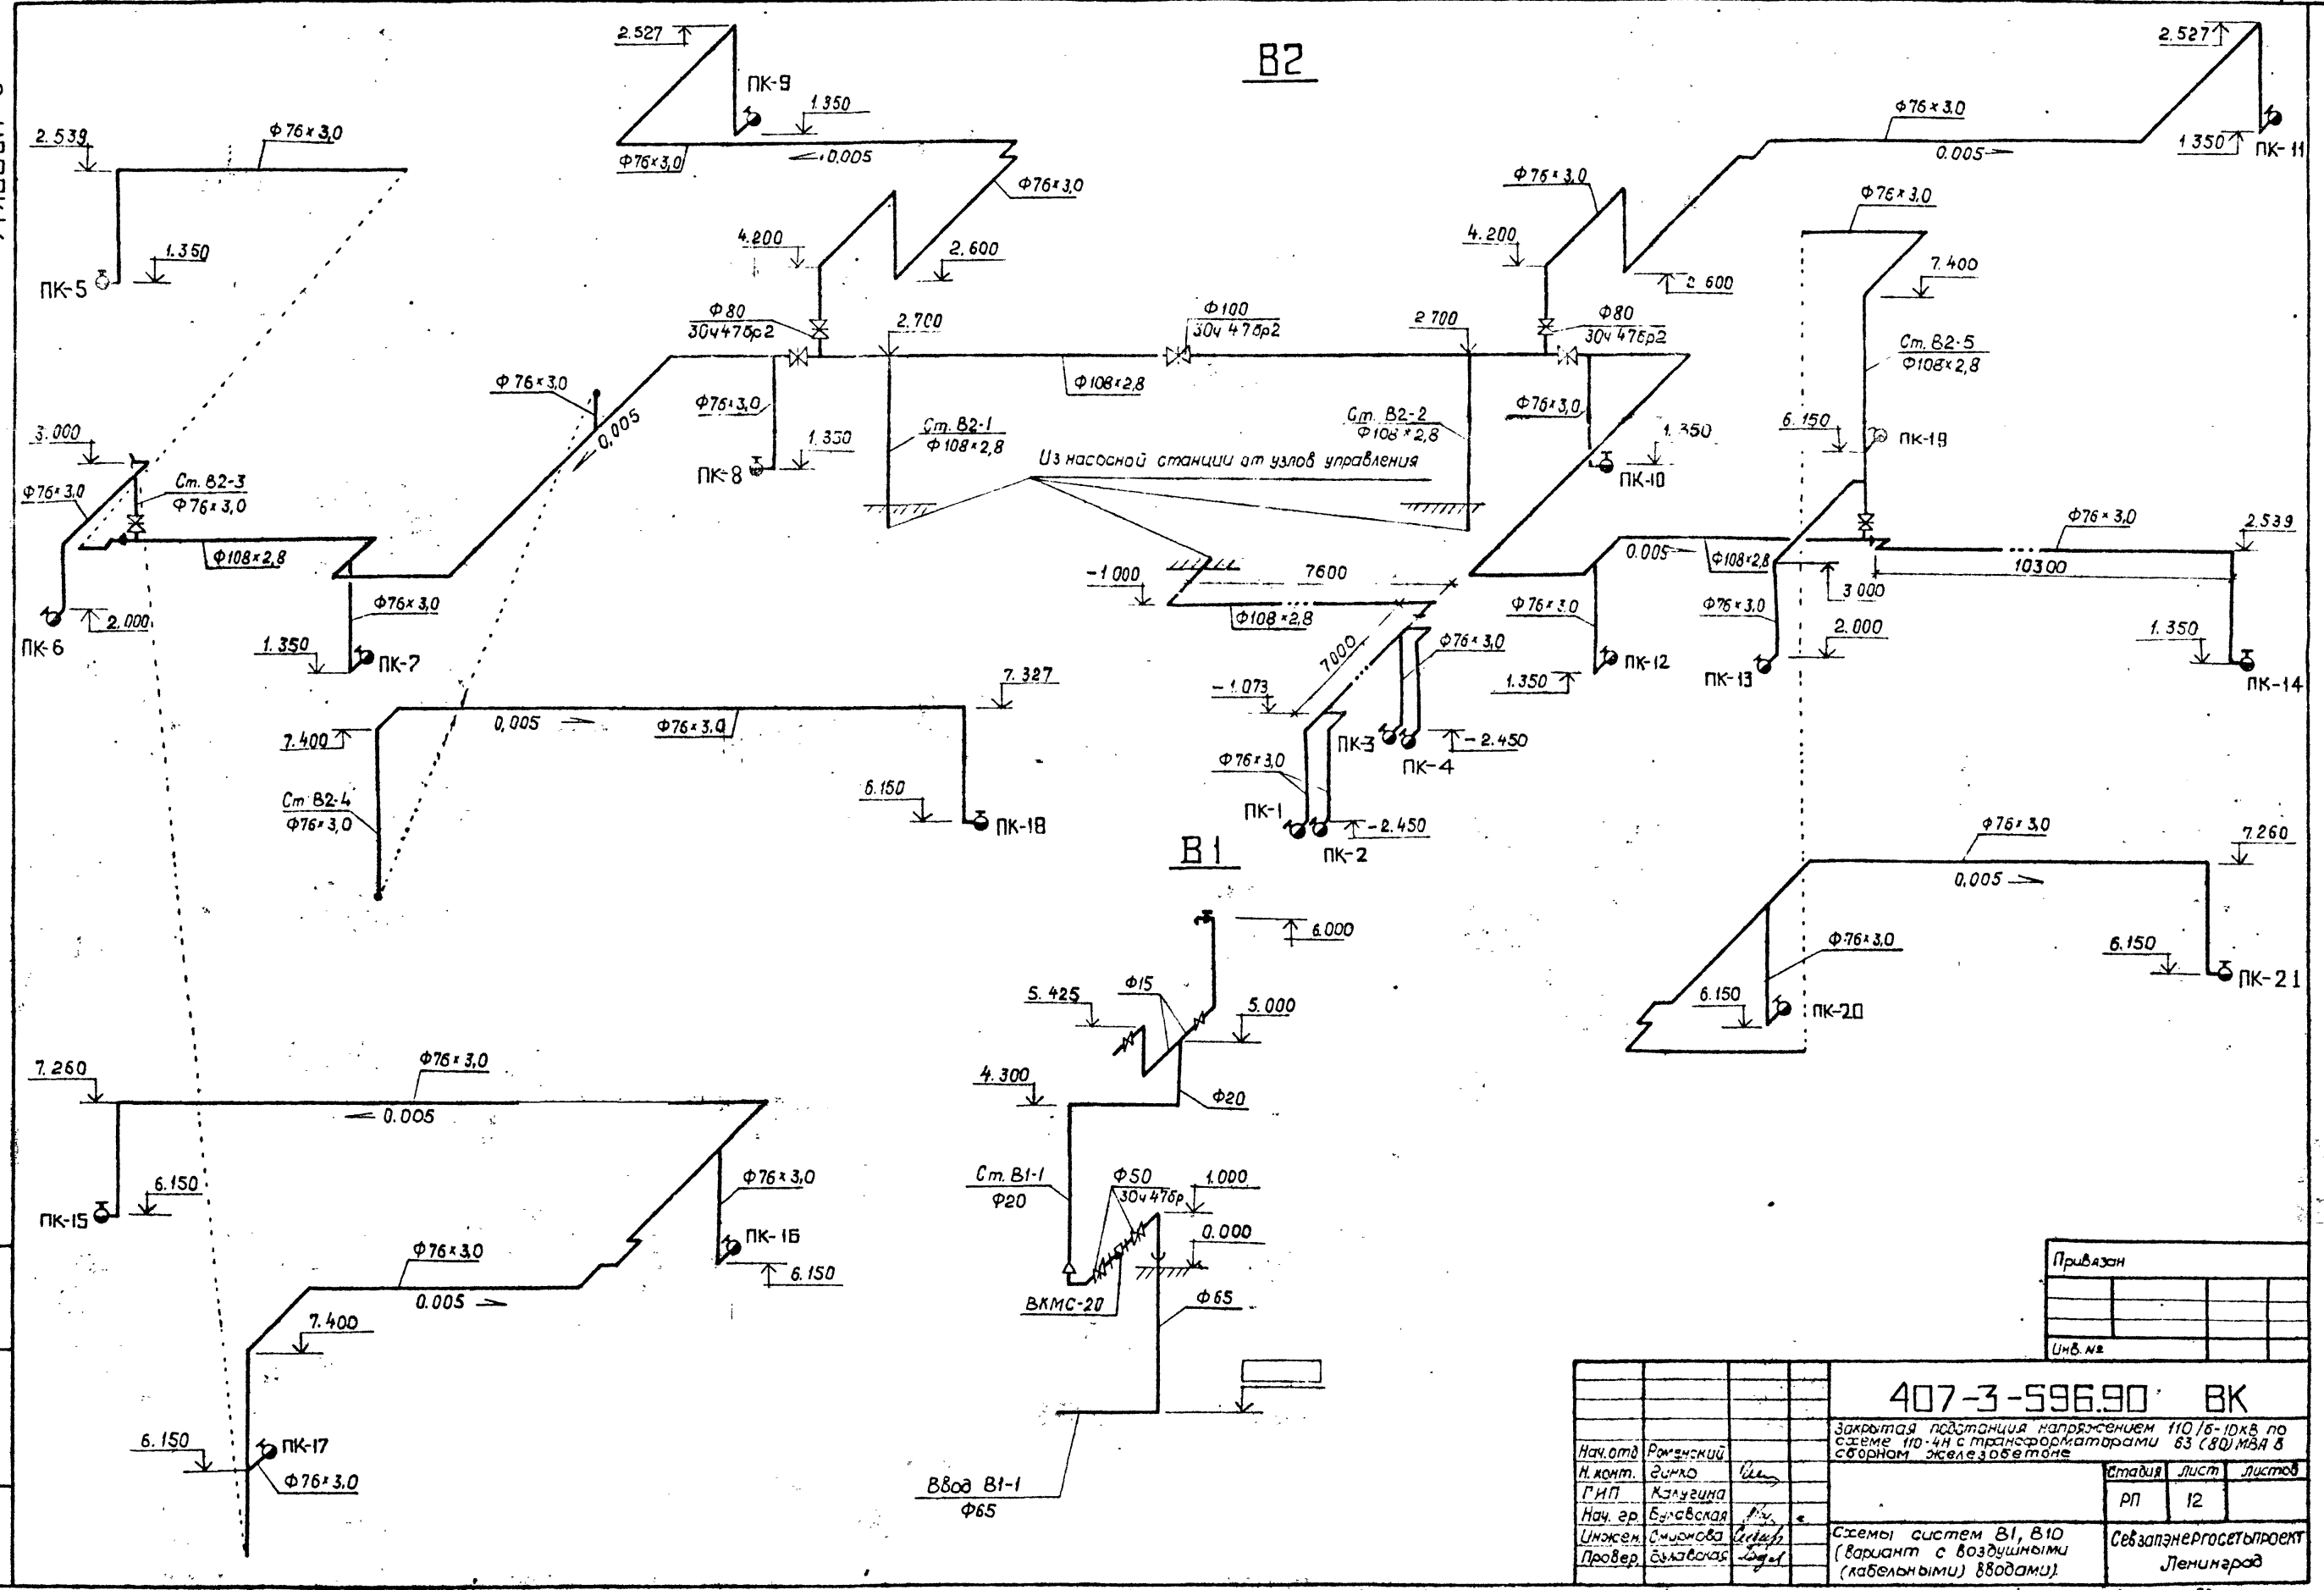 В2
2.527
ПК-9
1.350
Ф76×3,0
0.005
Ф76×3,0
2.527
Ф76×3,0
0.005
1 350
ПК-11
2.539
Ф76×3,0
1.350
ПК-5
4.200
2.600
Ф80
30ч47бр2
2.700
Ф100
30ч 47бр2
Ф76×3,0
4.200
2 600
2 700
Ф80
30ч 47бр2
Ф76×3,0
7.400
Ст. В2-5
Ф108×2,8
6.150
ПК-19
Ф76×3,0
0,005
Ф76×3,0
ПК-8
1.350
Ст. В2-1
Ф108×2,8
Ф108×2,8
Ст. В2-2
Ф108×2,8
Из насосной станции от узлов управления
Ф76×3,0
1.350
ПК-10
3.000
Ф76×3,0
Ст. В2-3
Ф76×3,0
Ф108×2,8
ПК-6
2.000
Ф76×3,0
1.350
ПК-7
-1 000
7600
Ф108×2,8
7000
-1.073
Ф76×3,0
ПК-3
ПК-4
-2.450
Ф76×3,0
ПК-1
ПК-2
-2.450
0.005
Ф108×2,8
Ф76×3,0
1.350
ПК-12
Ф76×3,0
3 000
2.000
ПК-13
Ф76×3,0
2.539
10300
1.350
ПК-14
7.327
0,005
Ф76×3,0
7.400
Ст В2-4
Ф76×3,0
6.150
ПК-18
Ф76×3,0
7.260
0,005
Ф76×3,0
6.150
ПК-20
6.150
ПК-21
В1
6.000
5.425
Ф15
5.000
4.300
Ф20
Ст. В1-1
Ф20
Ф50
30ч47бр
1.000
0.000
ВКМС-20
Ф65
Ввод В1-1
Ф65
7.260
Ф76×3,0
0.005
6.150
ПК-15
Ф76×3,0
ПК-16
6.150
Ф76×3,0
0.005
7.400
6.150
ПК-17
Ф76×3,0
Привязан
Инв. №
407-3-596.90 ВК
Закрытая подстанция напряжением 110/6-10кВ по
схеме 110-4Н с трансформаторами 63 (80) МВА в
сборном железобетоне
Нач.отд Роменский
Н. конт. Зинко
ГИП Калугина
Нач. гр.
Инжен. Смирнова
Провер.
Стадия Лист Листов
РП 12
Схемы систем В1, В10
(вариант с воздушными
(кабельными) вводами).
Севзапэнергосетьпроект
Ленинград